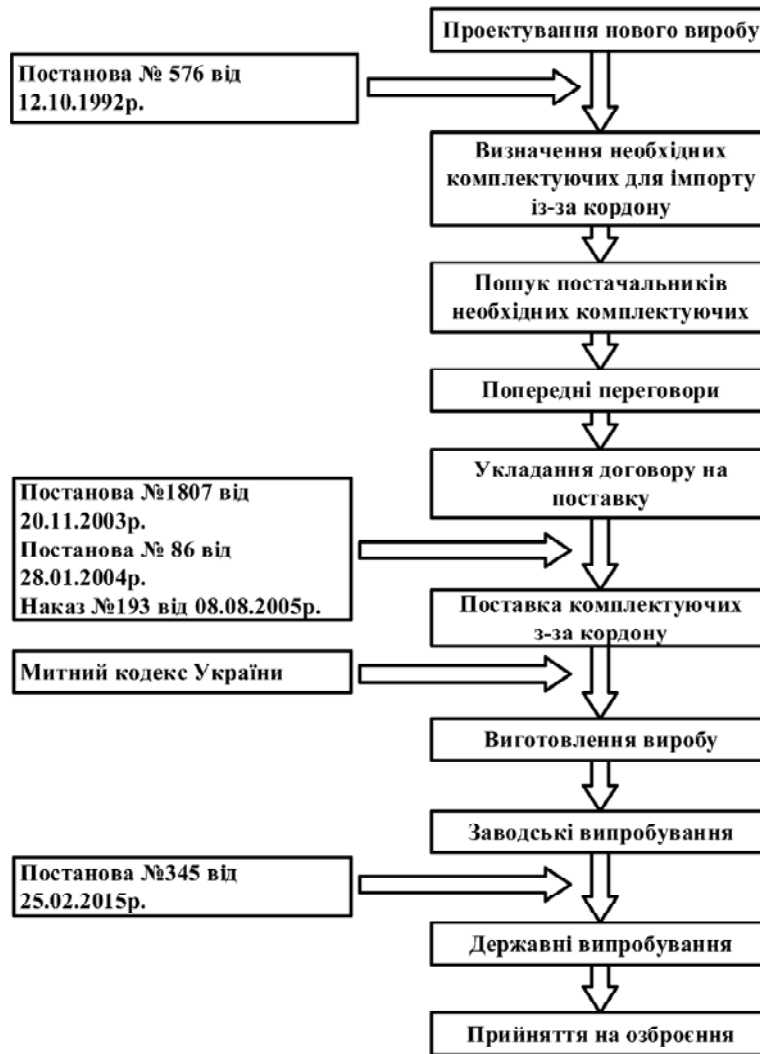 Проектування нового виробу
Постанова № 576 від
12.10.1992р.
Визначення необхідних
комплектуючих для імпорту
із-за кордону
Пошук постачальників
необхідних комплектуючих
Попередні переговори
Укладання договору на
поставку
Постанова №1807 від
20.11.2003р.
Постанова № 86 від
28.01.2004р.
Наказ №193 від 08.08.2005р.
Поставка комплектуючих
з-за кордону
Митний кодекс України
Виготовлення виробу
Заводські випробування
Постанова №345 від
25.02.2015р.
Державні випробування
Прийняття на озброєння